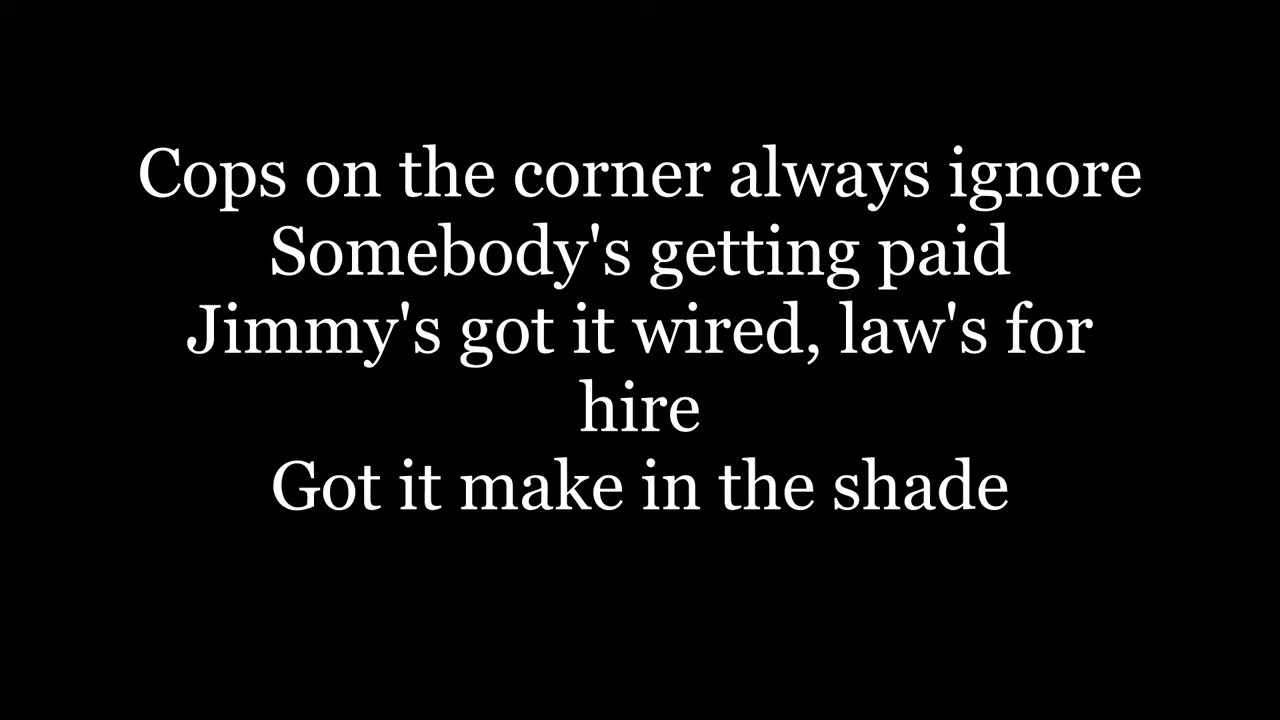 Cops on the corner always ignore
Somebody's getting paid
Jimmy's got it wired, law's for
hire
Got it make in the shade